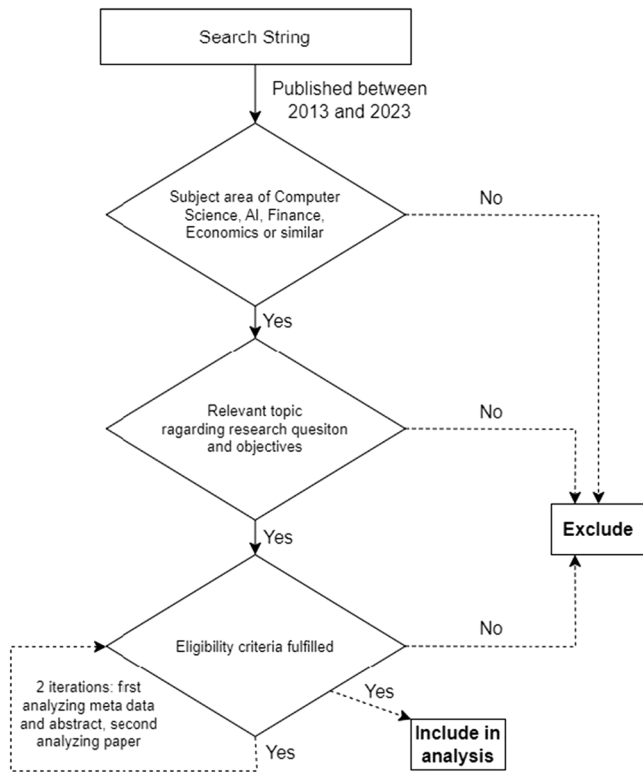 Search String
Published between
2013 and 2023
Subject area of Computer
Science, AI, Finance,
Economics or similar
No
Yes
Relevant topic
ragarding research quesiton
and objectives
No
Yes
Exclude
Eligibility criteria fulfilled
No
2 iterations: first
analyzing meta data
and abstract, second
analyzing paper
Yes
Yes
Include in
analysis